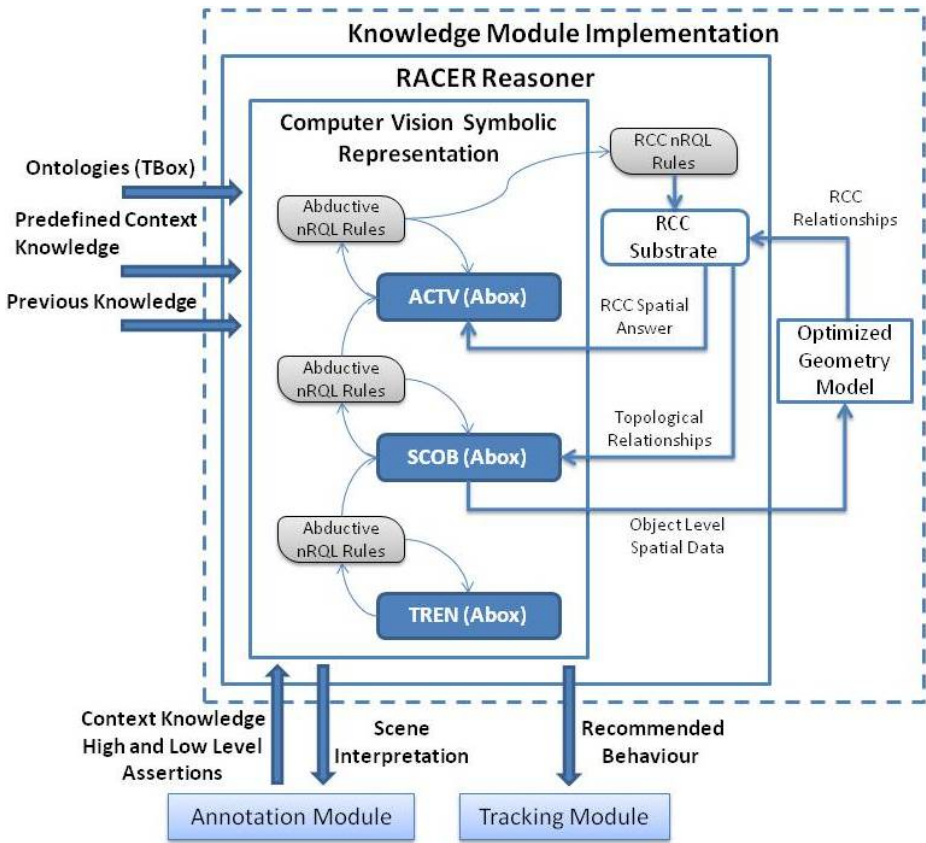 Knowledge Module Implementation
RACER Reasoner
Computer Vision Symbolic
Representation
RCC nRQL
Rules
Ontologies (TBox)
Predefined Context
Knowledge
Previous Knowledge
Abductive
nRQL Rules
RCC
Substrate
RCC
Relationships
ACTV (Abox)
RCC Spatial
Answer
Optimized
Geometry
Model
Abductive
nRQL Rules
Topological
Relationships
SCOB (Abox)
Object Level
Spatial Data
Abductive
nRQL Rules
TREN (Abox)
Context Knowledge
High and Low Level
Assertions
Scene
Interpretation
Recommended
Behaviour
Annotation Module
Tracking Module